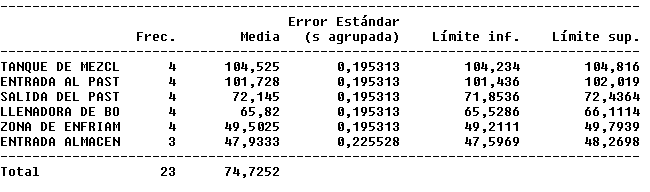 Error Estándar
Frec. Media (s agrupada) Límite inf. Límite sup.
TANQUE DE MEZCL 4 104,525 0,195313 104,234 104,816
ENTRADA AL PAST 4 101,728 0,195313 101,436 102,019
SALIDA DEL PAST 4 72,145 0,195313 71,8536 72,4364
LLENADORA DE BO 4 65,82 0,195313 65,5286 66,1114
ZONA DE ENFRIAM 4 49,5025 0,195313 49,2111 49,7939
ENTRADA ALMACEN 3 47,9333 0,225528 47,5969 48,2698
Total 23 74,7252